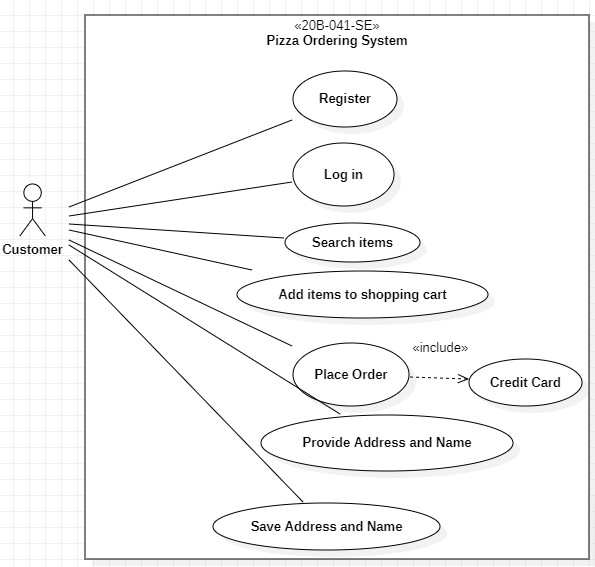 «20B-041-SE»
Pizza Ordering System
Register
Log in
Search items
Customer
Add items to shopping cart
«include»
Place Order
Credit Card
Provide Address and Name
Save Address and Name